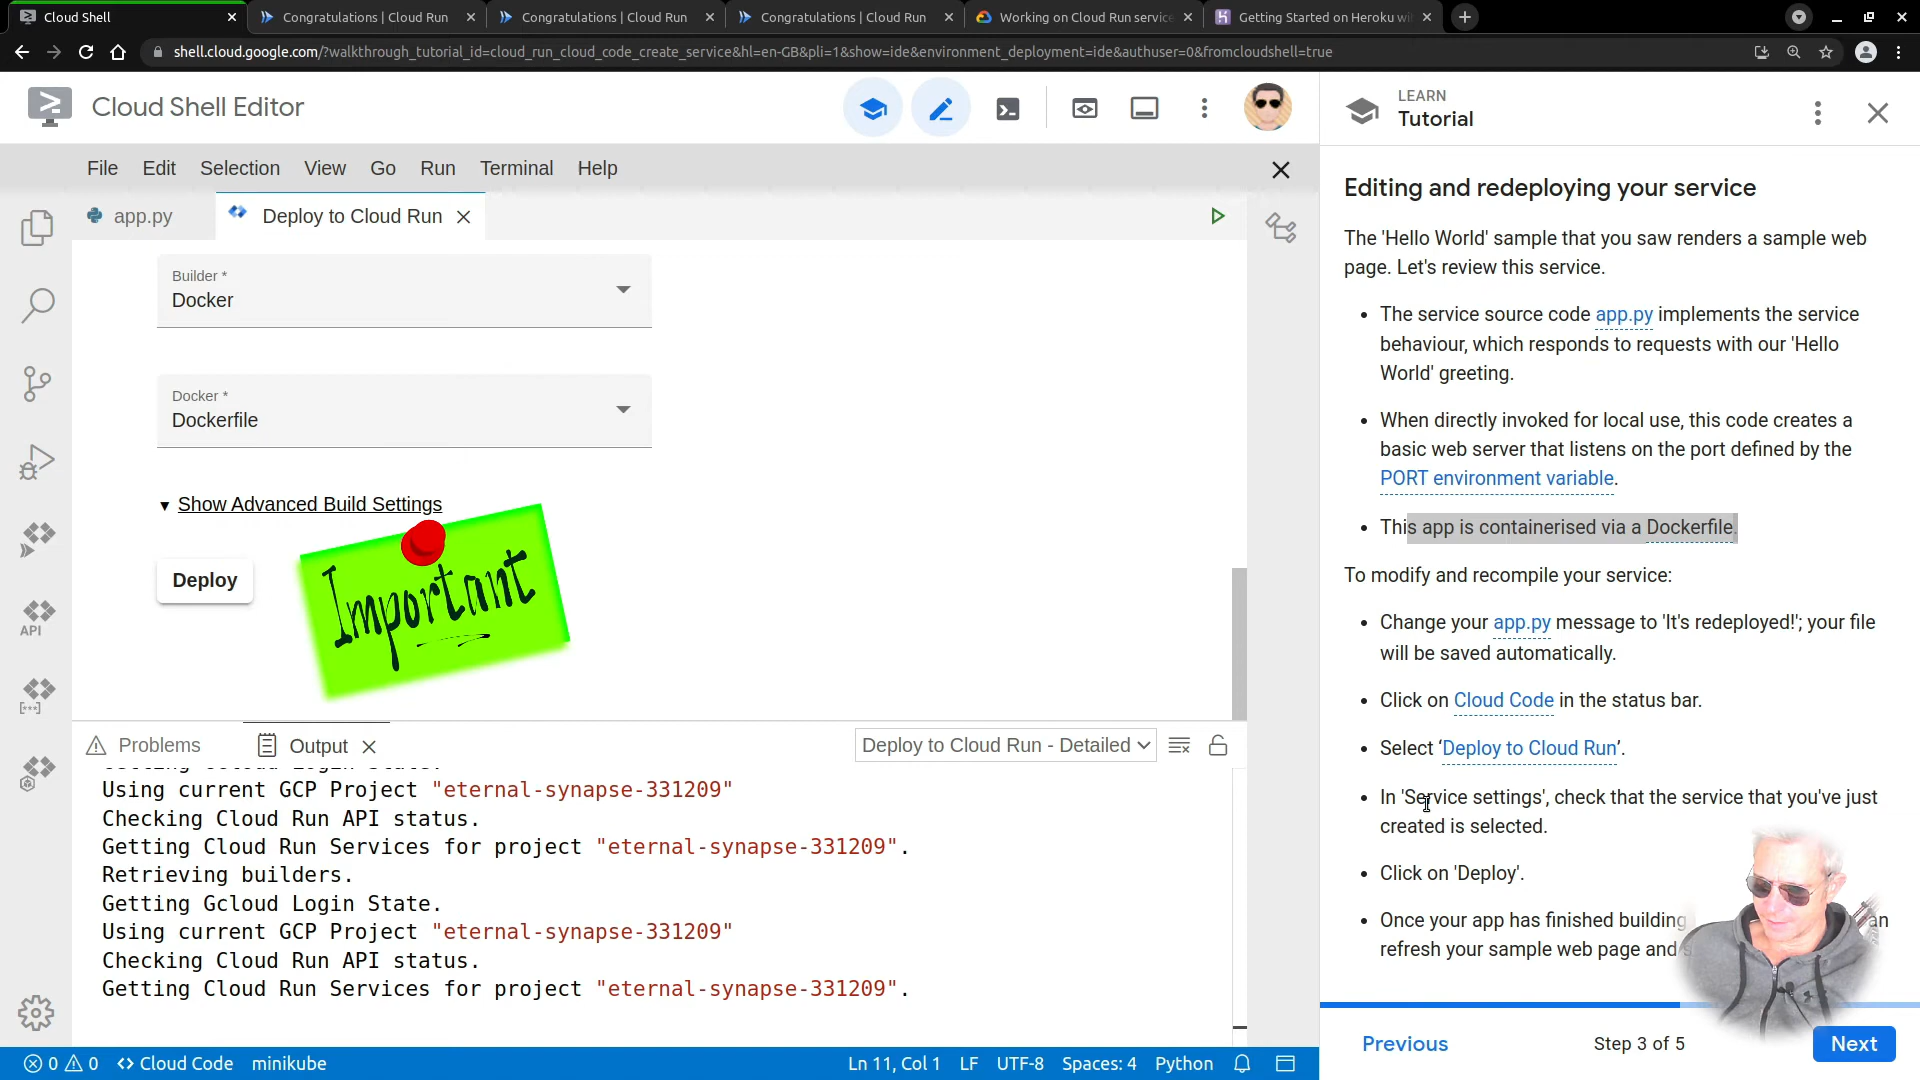 Cloud Shell
Congratulations | Cloud Run
Congratulations | Cloud Run
Congratulations | Cloud Run
Working on Cloud Run service
Getting Started on Heroku wi
shell.cloud.google.com/?walkthrough_tutorial_id=cloud_run_cloud_code_create_service&hl=en-GB&pli=1&show=ide&environment_deployment=ide&authuser=0&fromcloudshell=true
Cloud Shell Editor
File Edit Selection View Go Run Terminal Help
app.py
Deploy to Cloud Run
Builder *
Docker
Docker *
Dockerfile
▾ Show Advanced Build Settings
Deploy
Important
API
Problems
Output
Deploy to Cloud Run - Detailed
Using current GCP Project "eternal-synapse-331209"
Checking Cloud Run API status.
Getting Cloud Run Services for project "eternal-synapse-331209".
Retrieving builders.
Getting Gcloud Login State.
Using current GCP Project "eternal-synapse-331209"
Checking Cloud Run API status.
Getting Cloud Run Services for project "eternal-synapse-331209".
0 0 Cloud Code minikube
Ln 11, Col 1 LF UTF-8 Spaces: 4 Python
LEARN
Tutorial
Editing and redeploying your service
The 'Hello World' sample that you saw renders a sample web
page. Let's review this service.
• The service source code app.py implements the service
behaviour, which responds to requests with our 'Hello
World' greeting.
• When directly invoked for local use, this code creates a
basic web server that listens on the port defined by the
PORT environment variable.
• This app is containerised via a Dockerfile.
To modify and recompile your service:
• Change your app.py message to 'It's redeployed!'; your file
will be saved automatically.
• Click on Cloud Code in the status bar.
• Select ‘Deploy to Cloud Run’.
• In 'Service settings', check that the service that you've just
created is selected.
• Click on 'Deploy'.
• Once your app has finished building
refresh your sample web page and
Previous
Step 3 of 5
Next